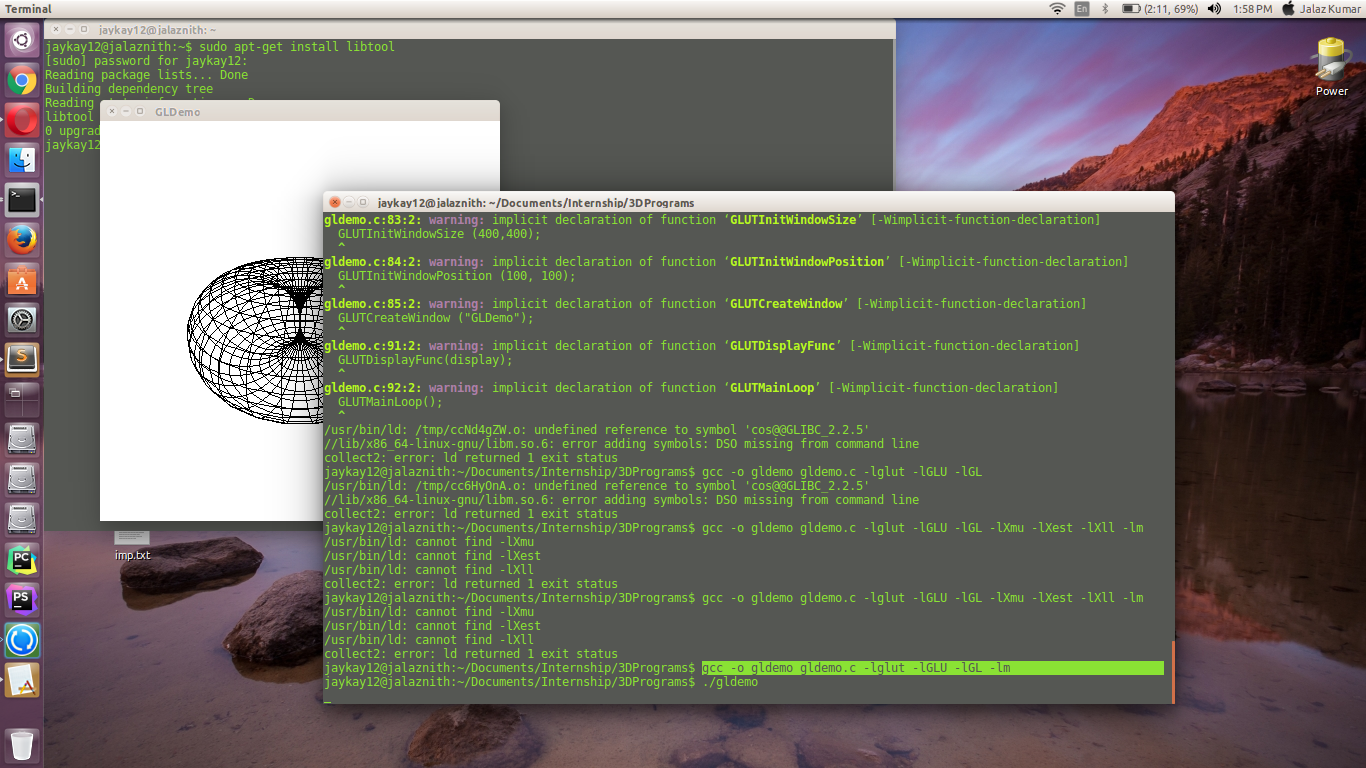 Terminal
En
(2:11, 69%)
1:58 PM
Jalaz Kumar
jaykay12@jalaznith: ~
jaykay12@jalaznith:~$ sudo apt-get install libtool
[sudo] password for jaykay12:
Reading package lists... Done
Building dependency tree
Reading
libtool
0 upgrad
jaykay12
GLDemo
Power
imp.txt
jaykay12@jalaznith: ~/Documents/Internship/3DPrograms
gldemo.c:83:2: warning: implicit declaration of function ‘GLUTInitWindowSize’ [-Wimplicit-function-declaration]
GLUTInitWindowSize (400,400);
^
gldemo.c:84:2: warning: implicit declaration of function ‘GLUTInitWindowPosition’ [-Wimplicit-function-declaration]
GLUTInitWindowPosition (100, 100);
^
gldemo.c:85:2: warning: implicit declaration of function ‘GLUTCreateWindow’ [-Wimplicit-function-declaration]
GLUTCreateWindow ("GLDemo");
^
gldemo.c:91:2: warning: implicit declaration of function ‘GLUTDisplayFunc’ [-Wimplicit-function-declaration]
GLUTDisplayFunc(display);
^
gldemo.c:92:2: warning: implicit declaration of function ‘GLUTMainLoop’ [-Wimplicit-function-declaration]
GLUTMainLoop();
^
/usr/bin/ld: /tmp/ccNd4gZW.o: undefined reference to symbol 'cos@@GLIBC_2.2.5'
//lib/x86_64-linux-gnu/libm.so.6: error adding symbols: DSO missing from command line
collect2: error: ld returned 1 exit status
jaykay12@jalaznith:~/Documents/Internship/3DPrograms$ gcc -o gldemo gldemo.c -lglut -lGLU -lGL
/usr/bin/ld: /tmp/cc6HyOnA.o: undefined reference to symbol 'cos@@GLIBC_2.2.5'
//lib/x86_64-linux-gnu/libm.so.6: error adding symbols: DSO missing from command line
collect2: error: ld returned 1 exit status
jaykay12@jalaznith:~/Documents/Internship/3DPrograms$ gcc -o gldemo gldemo.c -lglut -lGLU -lGL -lXmu -lXest -lXll -lm
/usr/bin/ld: cannot find -lXmu
/usr/bin/ld: cannot find -lXest
/usr/bin/ld: cannot find -lXll
collect2: error: ld returned 1 exit status
jaykay12@jalaznith:~/Documents/Internship/3DPrograms$ gcc -o gldemo gldemo.c -lglut -lGLU -lGL -lXmu -lXest -lXll -lm
/usr/bin/ld: cannot find -lXmu
/usr/bin/ld: cannot find -lXest
/usr/bin/ld: cannot find -lXll
collect2: error: ld returned 1 exit status
jaykay12@jalaznith:~/Documents/Internship/3DPrograms$ gcc -o gldemo gldemo.c -lglut -lGLU -lGL -lm
jaykay12@jalaznith:~/Documents/Internship/3DPrograms$ ./gldemo